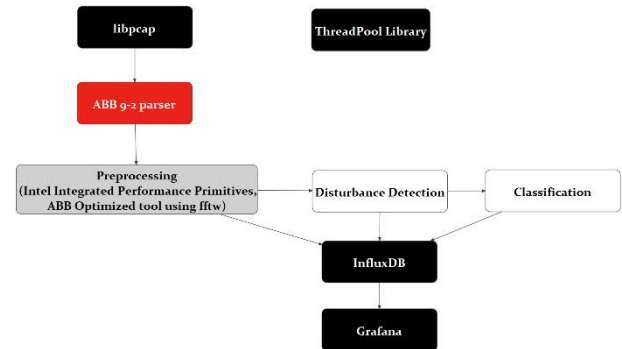 libpcap
ThreadPool Library
ABB 9-2 parser
Preprocessing
(Intel Integrated Performance Primitives,
ABB Optimized tool using fftw)
Disturbance Detection
Classification
InfluxDB
Grafana